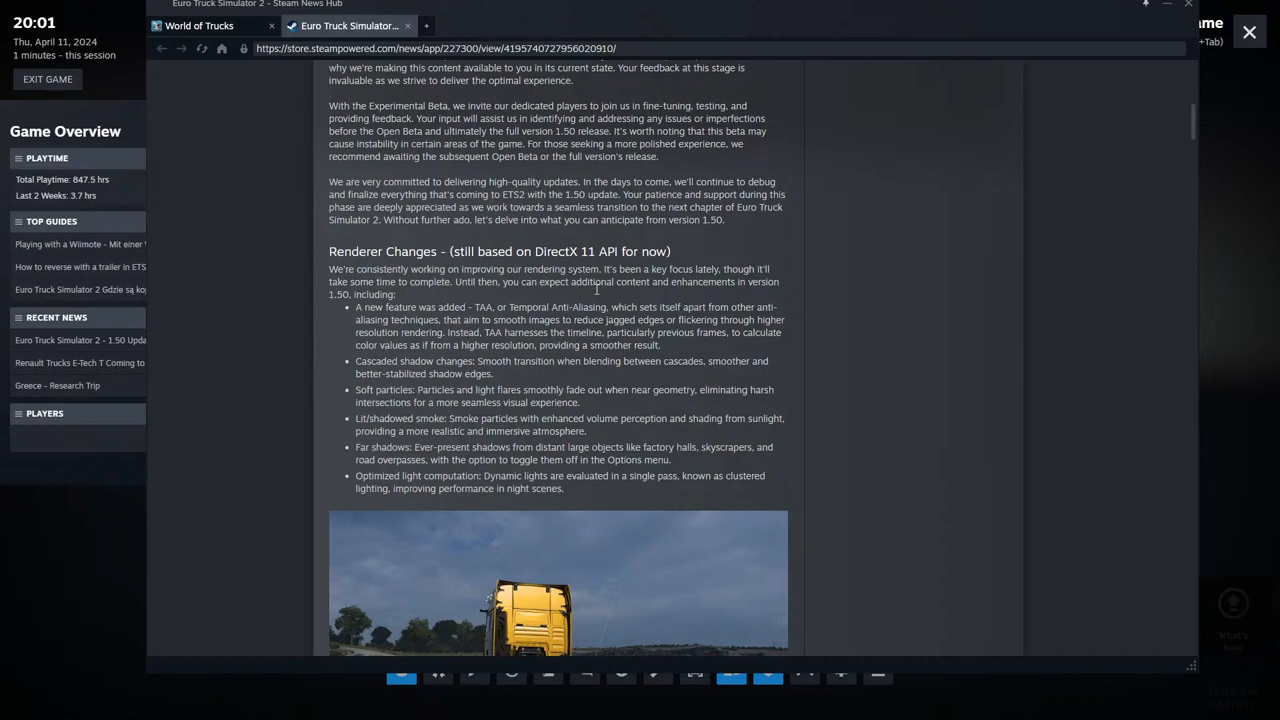 Euro Truck Simulator 2 - Steam News Hub
20:01
Thu, April 11, 2024
1 minutes - this session
EXIT GAME
World of Trucks
Euro Truck Simulator...
https://store.steampowered.com/news/app/227300/view/4195740727956020910/
Game Overview
PLAYTIME
Total Playtime: 847.5 hrs
Last 2 Weeks: 3.7 hrs
TOP GUIDES
Playing with a Wiimote - Mit einer
How to reverse with a trailer in ETS
Euro Truck Simulator 2 Gdzie są ko
RECENT NEWS
Euro Truck Simulator 2 - 1.50 Upda
Renault Trucks E-Tech T Coming to
Greece - Research Trip
PLAYERS
why we're making this content available to you in its current state. Your feedback at this stage is
invaluable as we strive to deliver the optimal experience.
With the Experimental Beta, we invite our dedicated players to join us in fine-tuning, testing, and
providing feedback. Your input will assist us in identifying and addressing any issues or imperfections
before the Open Beta and ultimately the full version 1.50 release. It's worth noting that this beta may
cause instability in certain areas of the game. For those seeking a more polished experience, we
recommend awaiting the subsequent Open Beta or the full version's release.
We are very committed to delivering high-quality updates. In the days to come, we'll continue to debug
and finalize everything that's coming to ETS2 with the 1.50 update. Your patience and support during this
phase are deeply appreciated as we work towards a seamless transition to the next chapter of Euro Truck
Simulator 2. Without further ado, let's delve into what you can anticipate from version 1.50.
Renderer Changes - (still based on DirectX 11 API for now)
We're consistently working on improving our rendering system. It's been a key focus lately, though it'll
take some time to complete. Until then, you can expect additional content and enhancements in version
1.50, including:
A new feature was added - TAA, or Temporal Anti-Aliasing, which sets itself apart from other anti-
aliasing techniques, that aim to smooth images to reduce jagged edges or flickering through higher
resolution rendering. Instead, TAA harnesses the timeline, particularly previous frames, to calculate
color values as if from a higher resolution, providing a smoother result.
Cascaded shadow changes: Smooth transition when blending between cascades, smoother and
better-stabilized shadow edges.
Soft particles: Particles and light flares smoothly fade out when near geometry, eliminating harsh
intersections for a more seamless visual experience.
Lit/shadowed smoke: Smoke particles with enhanced volume perception and shading from sunlight,
providing a more realistic and immersive atmosphere.
Far shadows: Ever-present shadows from distant large objects like factory halls, skyscrapers, and
road overpasses, with the option to toggle them off in the Options menu.
Optimized light computation: Dynamic lights are evaluated in a single pass, known as clustered
lighting, improving performance in night scenes.
ame
+Tab)
What's
New